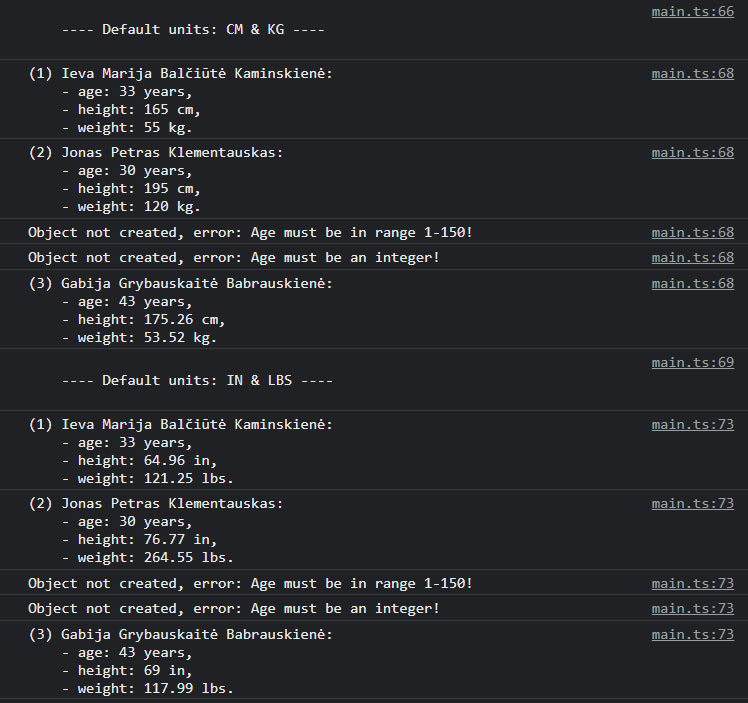 main.ts:66
---- Default units: CM & KG ----
(1) Ieva Marija Balčiūtė Kaminskienė: main.ts:68
- age: 33 years,
- height: 165 cm,
- weight: 55 kg.
(2) Jonas Petras Klementauskas: main.ts:68
- age: 30 years,
- height: 195 cm,
- weight: 120 kg.
Object not created, error: Age must be in range 1-150! main.ts:68
Object not created, error: Age must be an integer! main.ts:68
(3) Gabija Grybauskaitė Babrauskienė: main.ts:68
- age: 43 years,
- height: 175.26 cm,
- weight: 53.52 kg.
main.ts:69
---- Default units: IN & LBS ----
(1) Ieva Marija Balčiūtė Kaminskienė: main.ts:73
- age: 33 years,
- height: 64.96 in,
- weight: 121.25 lbs.
(2) Jonas Petras Klementauskas: main.ts:73
- age: 30 years,
- height: 76.77 in,
- weight: 264.55 lbs.
Object not created, error: Age must be in range 1-150! main.ts:73
Object not created, error: Age must be an integer! main.ts:73
(3) Gabija Grybauskaitė Babrauskienė: main.ts:73
- age: 43 years,
- height: 69 in,
- weight: 117.99 lbs.